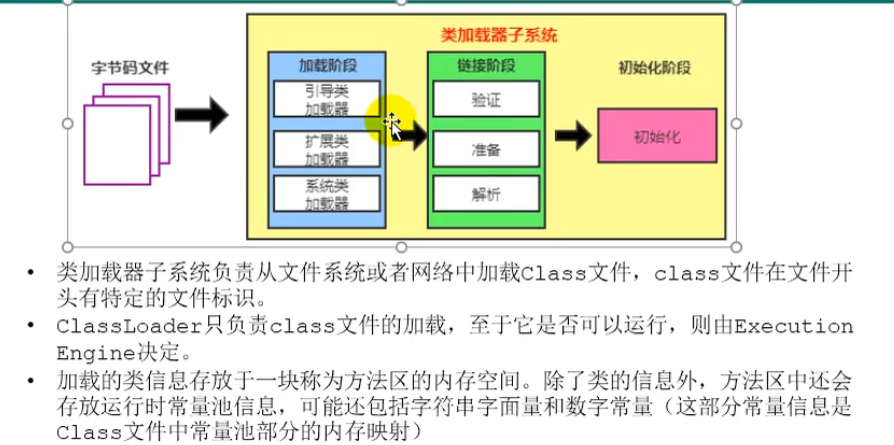 类加载器子系统
字节码文件
加载阶段
引导类
加载器
扩展类
加载器
系统类
加载器
链接阶段
验证
准备
解析
初始化阶段
初始化
• 类加载器子系统负责从文件系统或者网络中加载Class文件，class文件在文件开
头有特定的文件标识。
• ClassLoader只负责class文件的加载，至于它是否可以运行，则由Execution
Engine决定。
• 加载的类信息存放于一块称为方法区的内存空间。除了类的信息外，方法区中还会
存放运行时常量池信息，可能还包括字符串字面量和数字常量（这部分常量信息是
Class文件中常量池部分的内存映射）